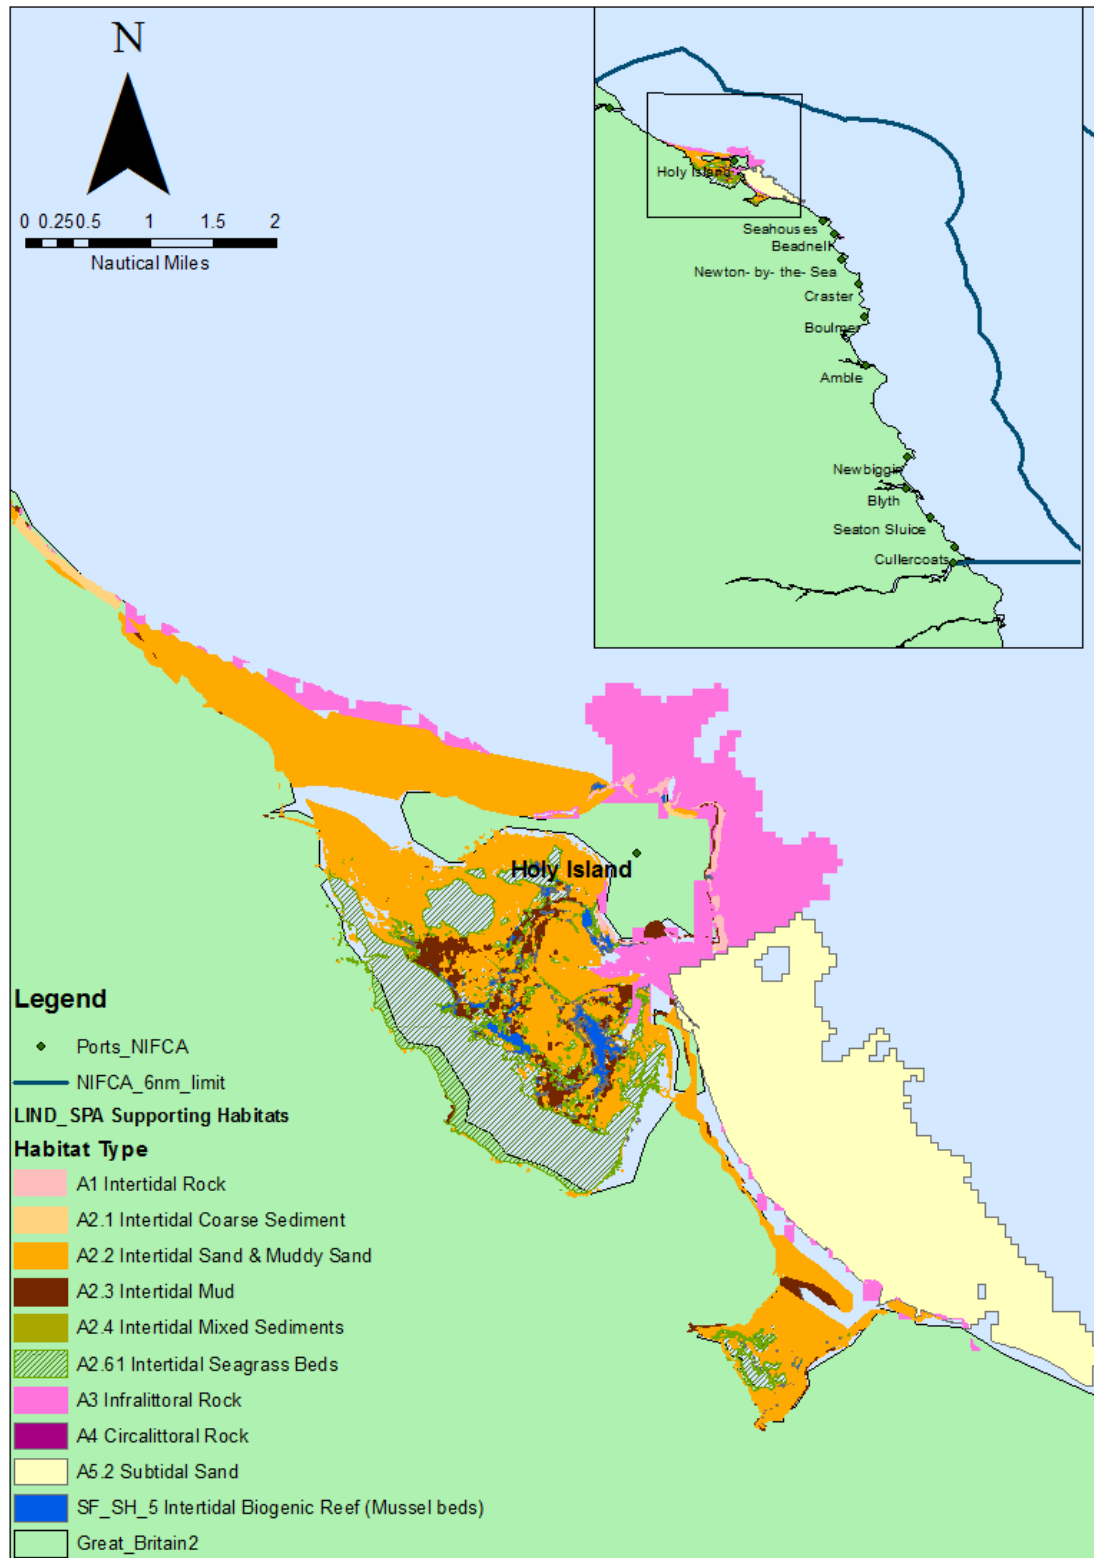 N
0 0.25 0.5 1 1.5 2
Nautical Miles
Holy Island
Seahouses
Beadnell
Newton- by- the- Sea
Craster
Boulmer
Amble
Newbiggin
Blyth
Seaton Sluice
Cullercoats
Holy Island
Legend
Ports_NIFCA
NIFCA_6nm_limit
LIND_SPA Supporting Habitats
Habitat Type
A1 Intertidal Rock
A2.1 Intertidal Coarse Sediment
A2.2 Intertidal Sand & Muddy Sand
A2.3 Intertidal Mud
A2.4 Intertidal Mixed Sediments
A2.61 Intertidal Seagrass Beds
A3 Infralittoral Rock
A4 Circalittoral Rock
A5.2 Subtidal Sand
SF_SH_5 Intertidal Biogenic Reef (Mussel beds)
Great_Britain2